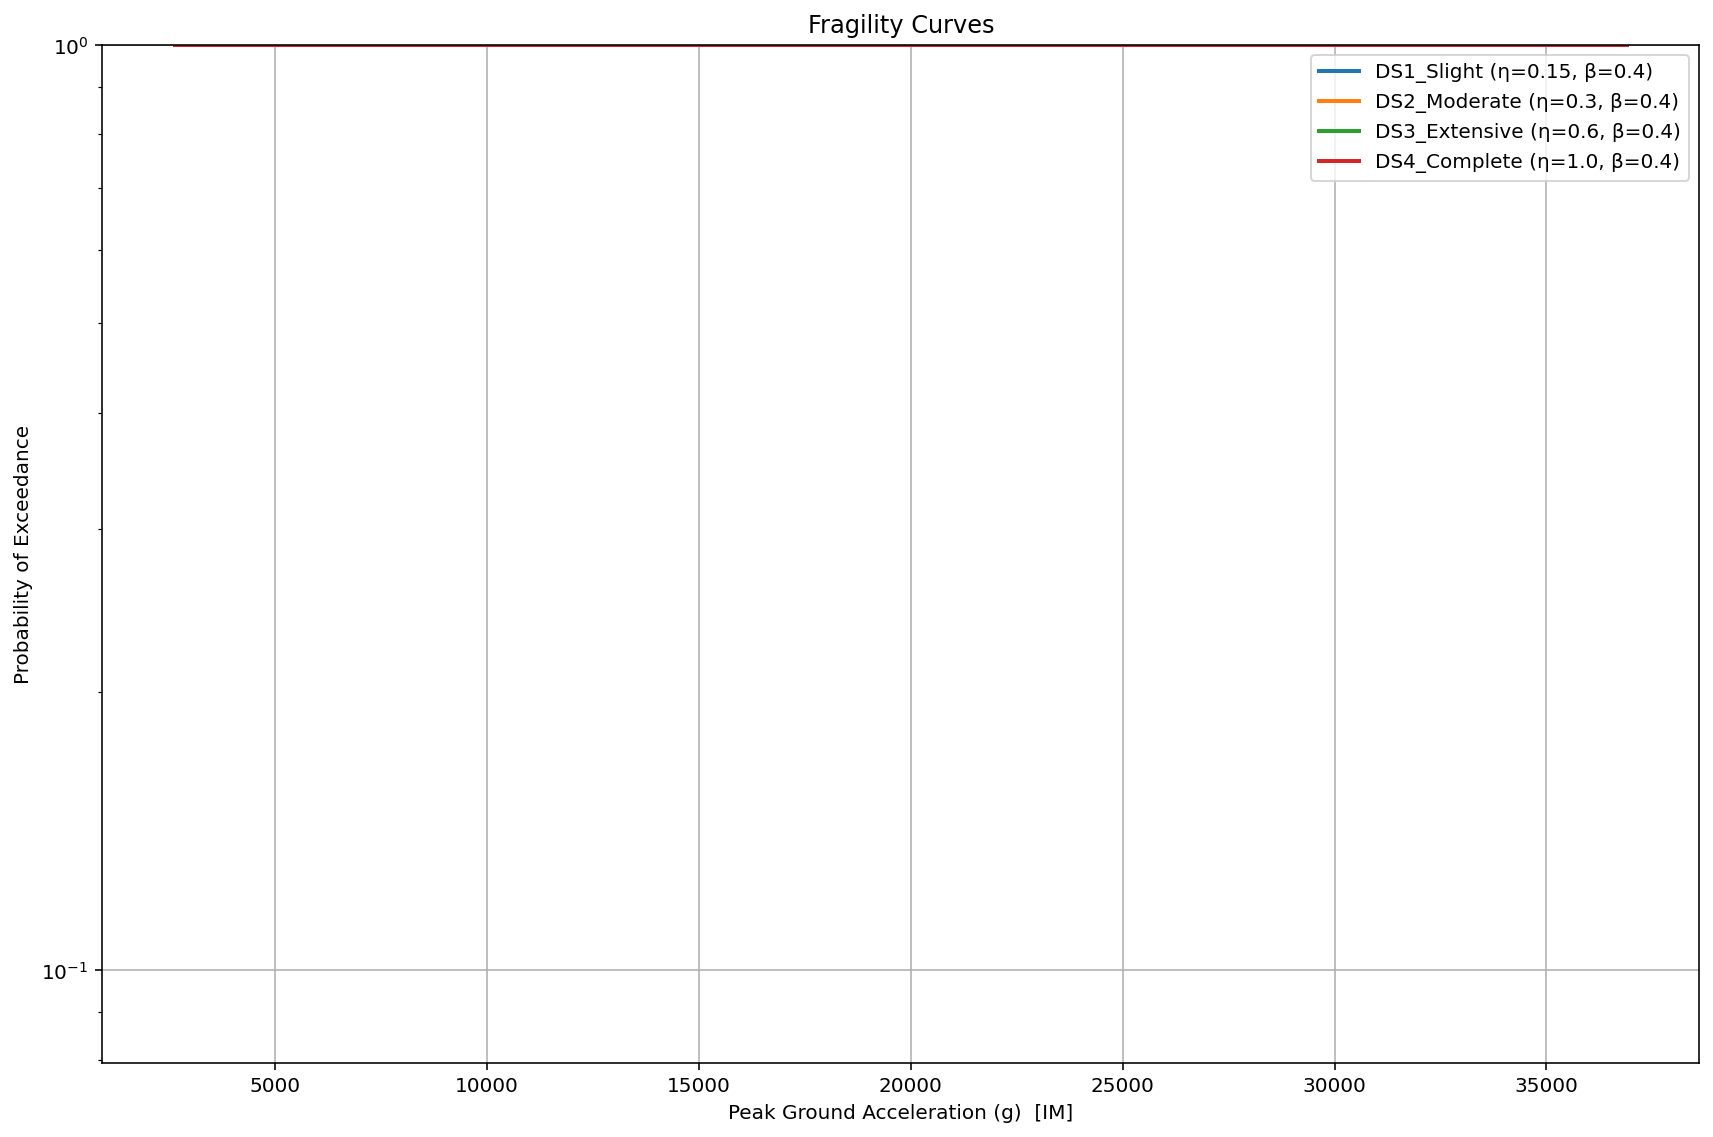 Fragility Curves
10⁰
DS1_Slight (η=0.15, β=0.4)
DS2_Moderate (η=0.3, β=0.4)
DS3_Extensive (η=0.6, β=0.4)
DS4_Complete (η=1.0, β=0.4)
Probability of Exceedance
10⁻¹
5000 10000 15000 20000 25000 30000 35000
Peak Ground Acceleration (g) [IM]